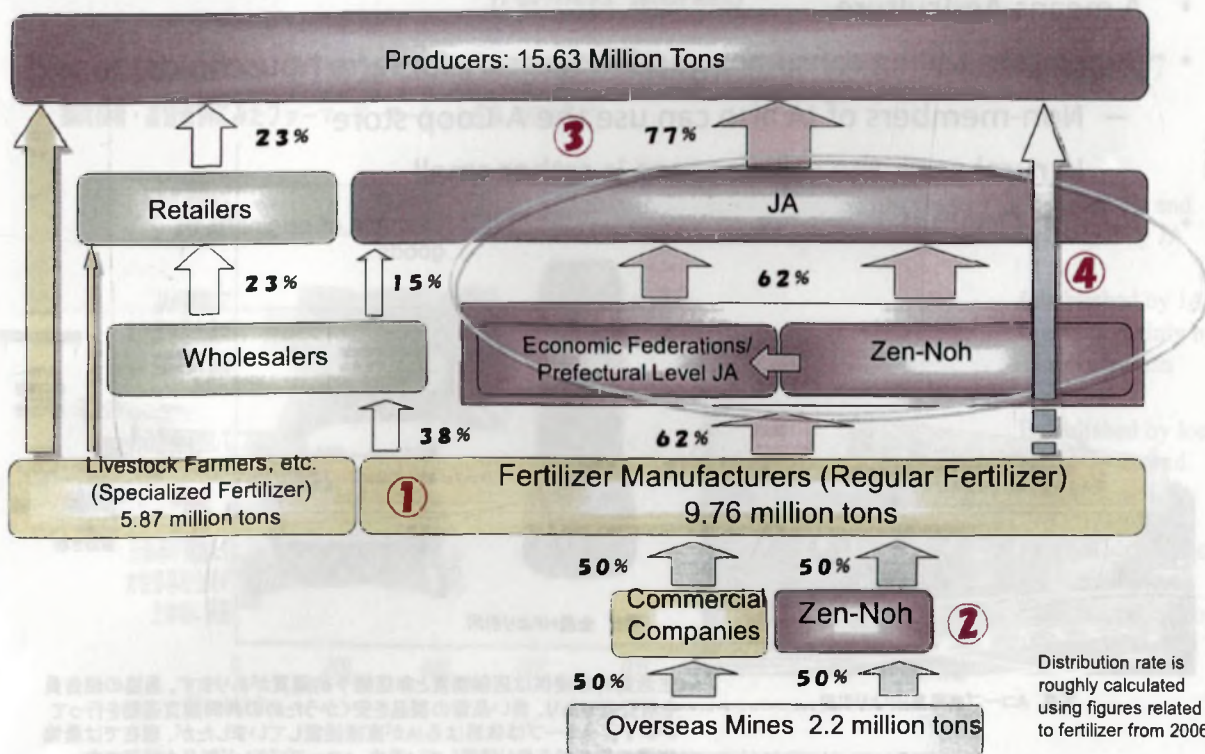 Producers: 15.63 Million Tons
– Non-members of can use the A-Coop store
23% ③ 77%
Retailers
JA
and
23% 15% 62% ④
Wholesalers
Economic Federations/
Prefectural Level JA
Zen-Noh
38% 62%
Livestock Farmers, etc.
(Specialized Fertilizer)
5.87 million tons
①
Fertilizer Manufacturers (Regular Fertilizer)
9.76 million tons
50% 50%
Commercial
Companies
Zen-Noh
②
50% 50%
Overseas Mines 2.2 million tons
Distribution rate is
roughly calculated
using figures related
to fertilizer from 2006